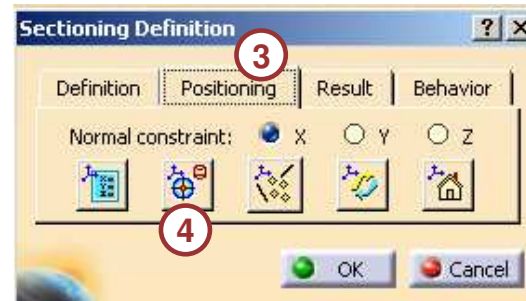 Sectioning Definition ? X
3
Definition Positioning Result Behavior
Normal constraint: X Y Z
4
OK Cancel